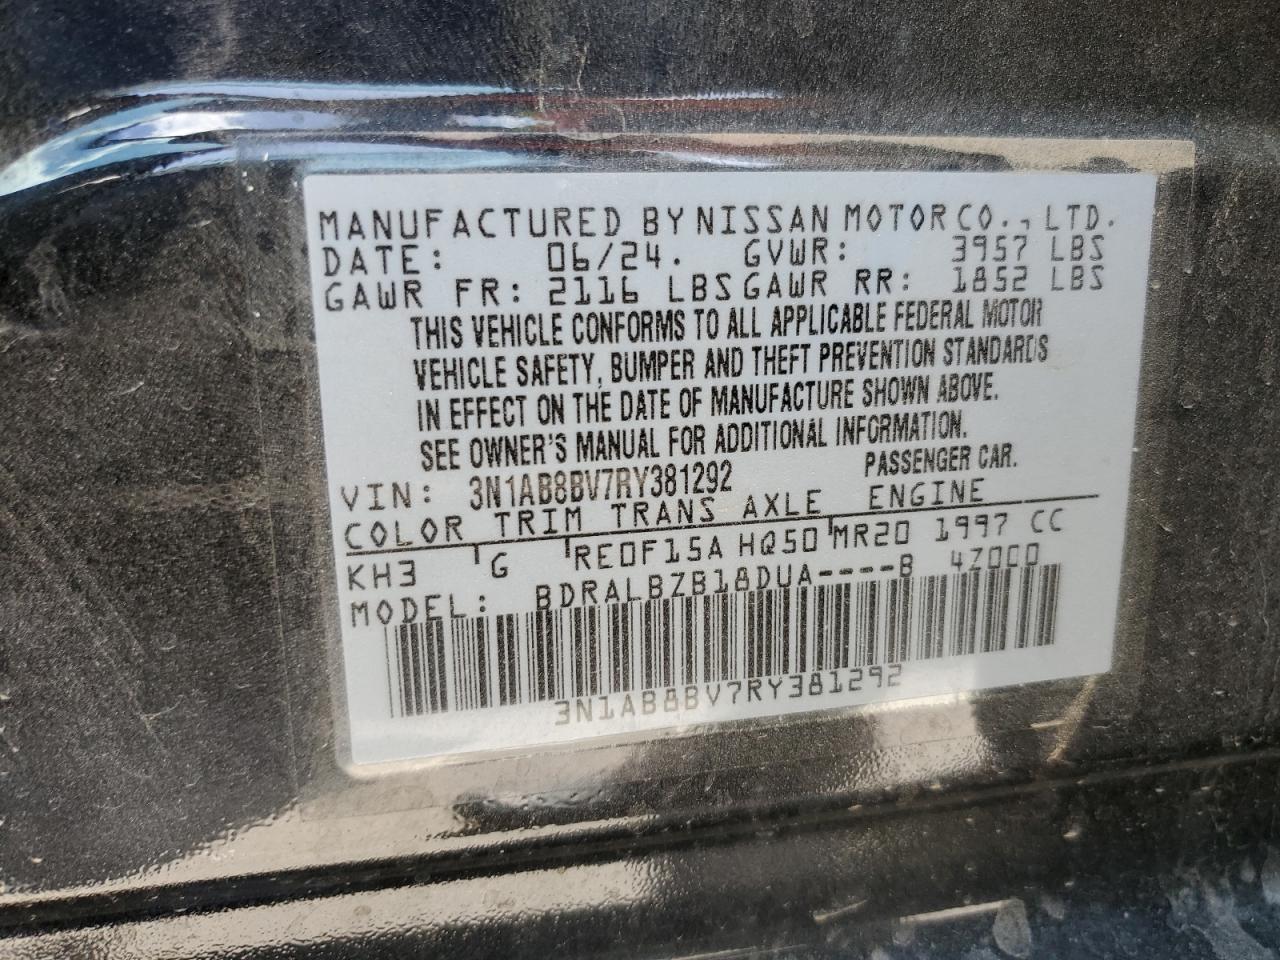 MANUFACTURED BY NISSAN MOTOR CO., LTD.
DATE: 06/24. GVWR: 3957 LBS
GAWR FR: 2116 LBS GAWR RR: 1852 LBS
THIS VEHICLE CONFORMS TO ALL APPLICABLE FEDERAL MOTOR
VEHICLE SAFETY, BUMPER AND THEFT PREVENTION STANDARDS
IN EFFECT ON THE DATE OF MANUFACTURE SHOWN ABOVE.
SEE OWNER'S MANUAL FOR ADDITIONAL INFORMATION.
VIN: 3N1AB8BV7RY381292 PASSENGER CAR.
COLOR TRIM TRANS AXLE ENGINE
KH3 G RE0F15A HQ50 MR20 1997 CC
MODEL: BDRALBZB18DUA----B 4Z000
3N1AB8BV7RY381292